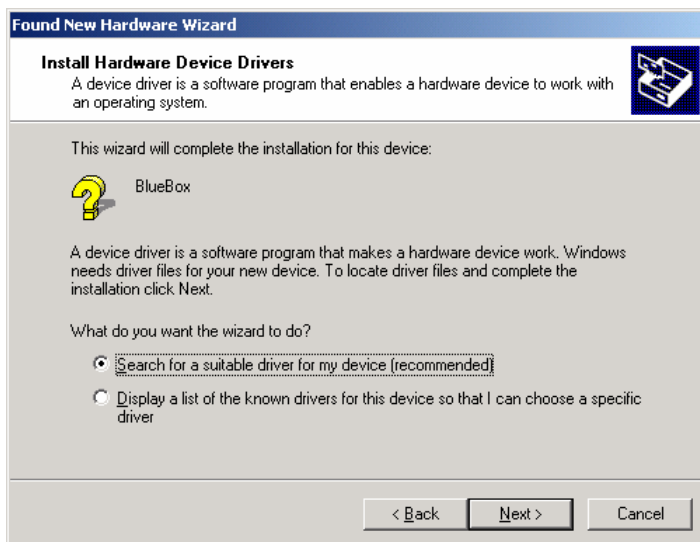 Found New Hardware Wizard
Install Hardware Device Drivers
A device driver is a software program that enables a hardware device to work with
an operating system.
This wizard will complete the installation for this device:
BlueBox
A device driver is a software program that makes a hardware device work. Windows
needs driver files for your new device. To locate driver files and complete the
installation click Next.
What do you want the wizard to do?
Search for a suitable driver for my device (recommended)
Display a list of the known drivers for this device so that I can choose a specific
driver
< Back
Next >
Cancel